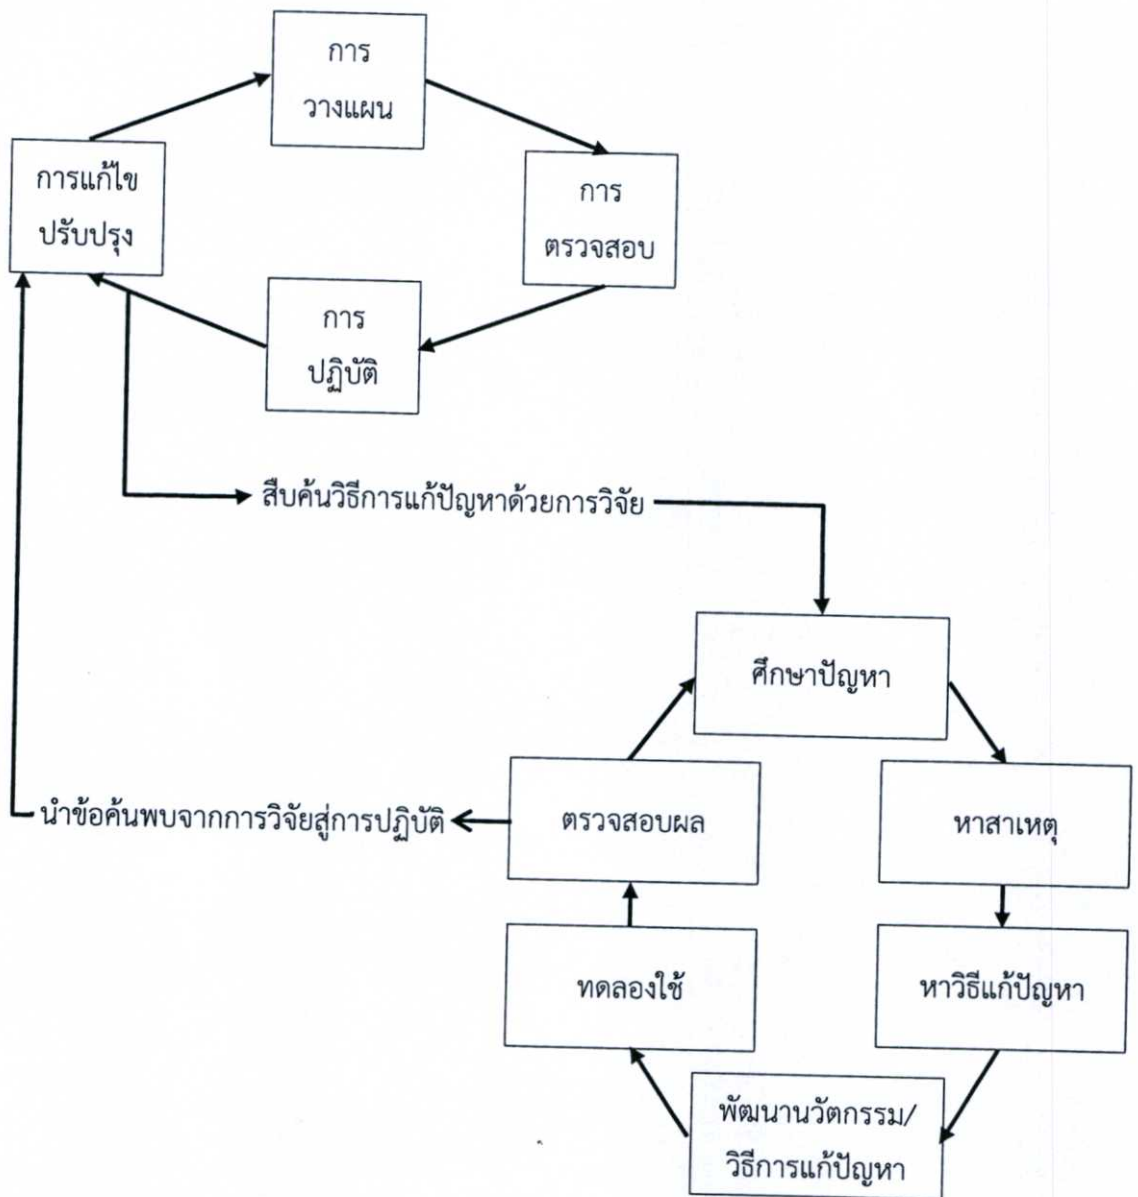 การ
วางแผน
การแก้ไข
ปรับปรุง
การ
ตรวจสอบ
การ
ปฏิบัติ
สืบค้นวิธีการแก้ปัญหาด้วยการวิจัย
ศึกษาปัญหา
นำข้อค้นพบจากการวิจัยสู่การปฏิบัติ
ตรวจสอบผล
หาสาเหตุ
ทดลองใช้
หาวิธีแก้ปัญหา
พัฒนานวัตกรรม/
วิธีการแก้ปัญหา